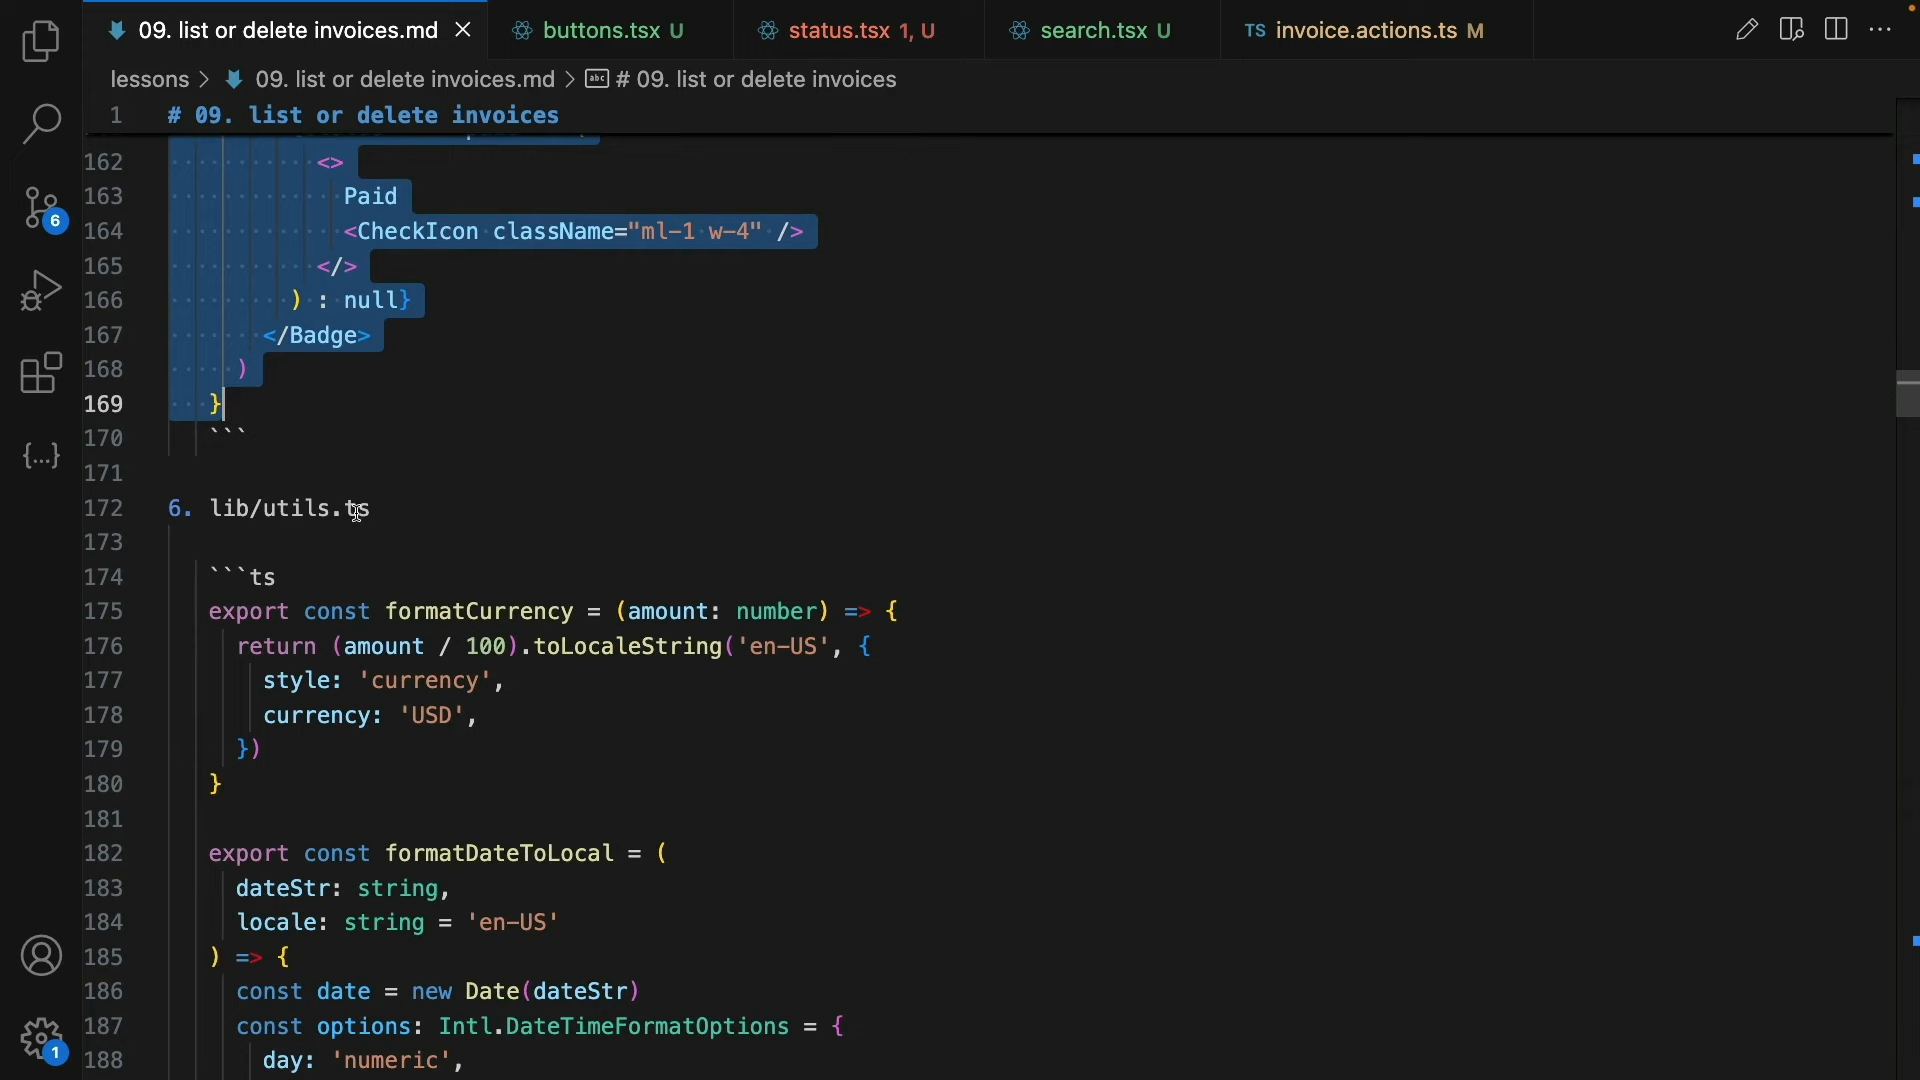 09. list or delete invoices.md
buttons.tsx U
status.tsx 1, U
search.tsx U
TS invoice.actions.ts M
lessons > 09. list or delete invoices.md > abc # 09. list or delete invoices
1 # 09. list or delete invoices
162 <>
163 Paid
164 <CheckIcon className="ml-1 w-4" />
165 </>
166 ) : null}
167 </Badge>
168 )
169 }
170 ```
171
172 6. lib/utils.ts
173
174 ```ts
175 export const formatCurrency = (amount: number) => {
176 return (amount / 100).toLocaleString('en-US', {
177 style: 'currency',
178 currency: 'USD',
179 })
180 }
181
182 export const formatDateToLocal = (
183 dateStr: string,
184 locale: string = 'en-US'
185 ) => {
186 const date = new Date(dateStr)
187 const options: Intl.DateTimeFormatOptions = {
188 day: 'numeric',
6
1